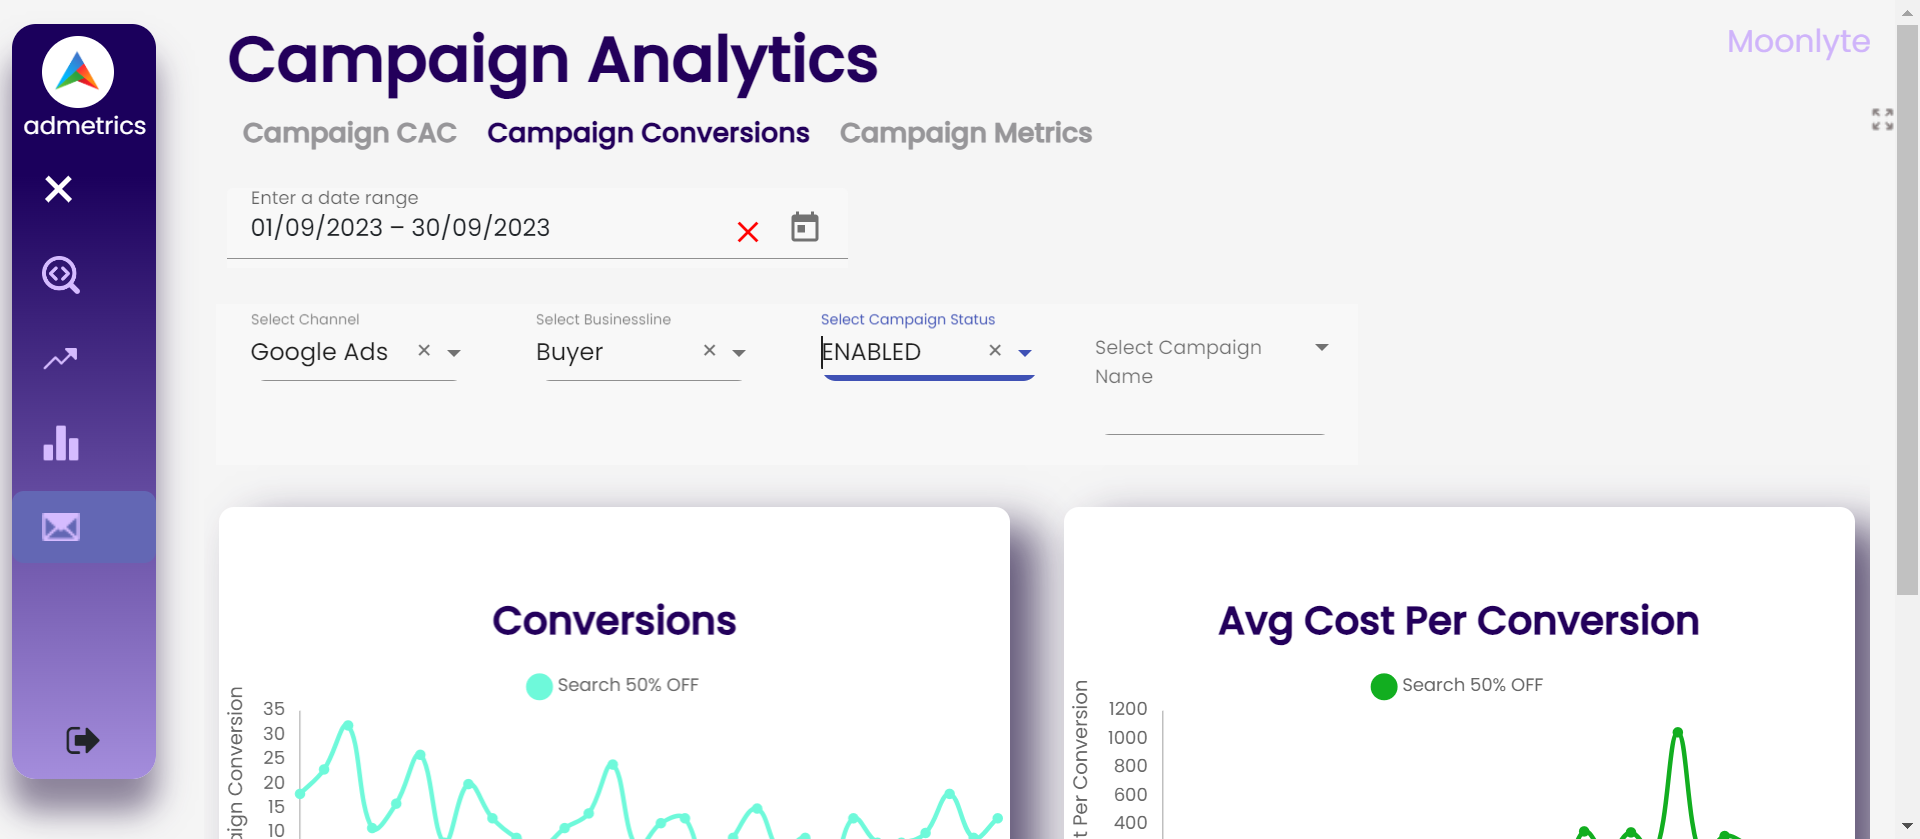 admetrics
Campaign Analytics
Moonlyte
Campaign CAC Campaign Conversions Campaign Metrics
Enter a date range
01/09/2023 – 30/09/2023
Select Channel
Google Ads
Select Businessline
Buyer
Select Campaign Status
ENABLED
Select Campaign
Name
Conversions
Search 50% OFF
Conversion
35
30
25
20
15
10
Avg Cost Per Conversion
Search 50% OFF
Per Conversion
1200
1000
800
600
400